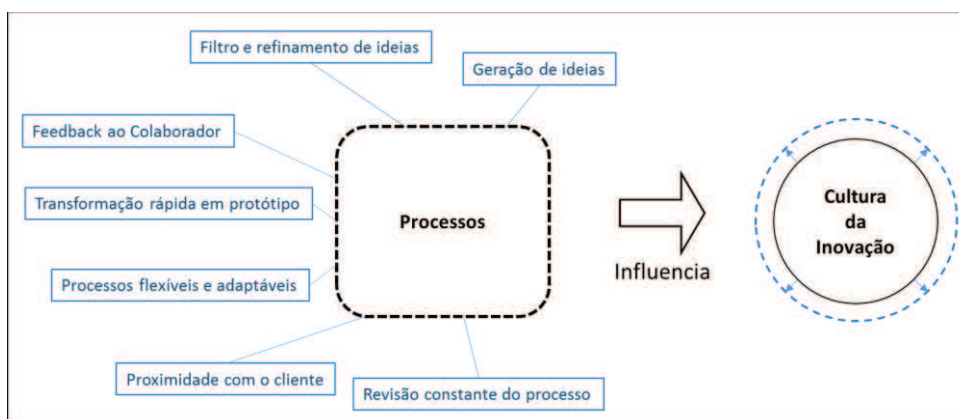 Filtro e refinamento de ideias
Geração de ideias
Feedback ao Colaborador
Transformação rápida em protótipo
Processos flexíveis e adaptáveis
Proximidade com o cliente
Revisão constante do processo
Processos
Influencia
Cultura
da
Inovação